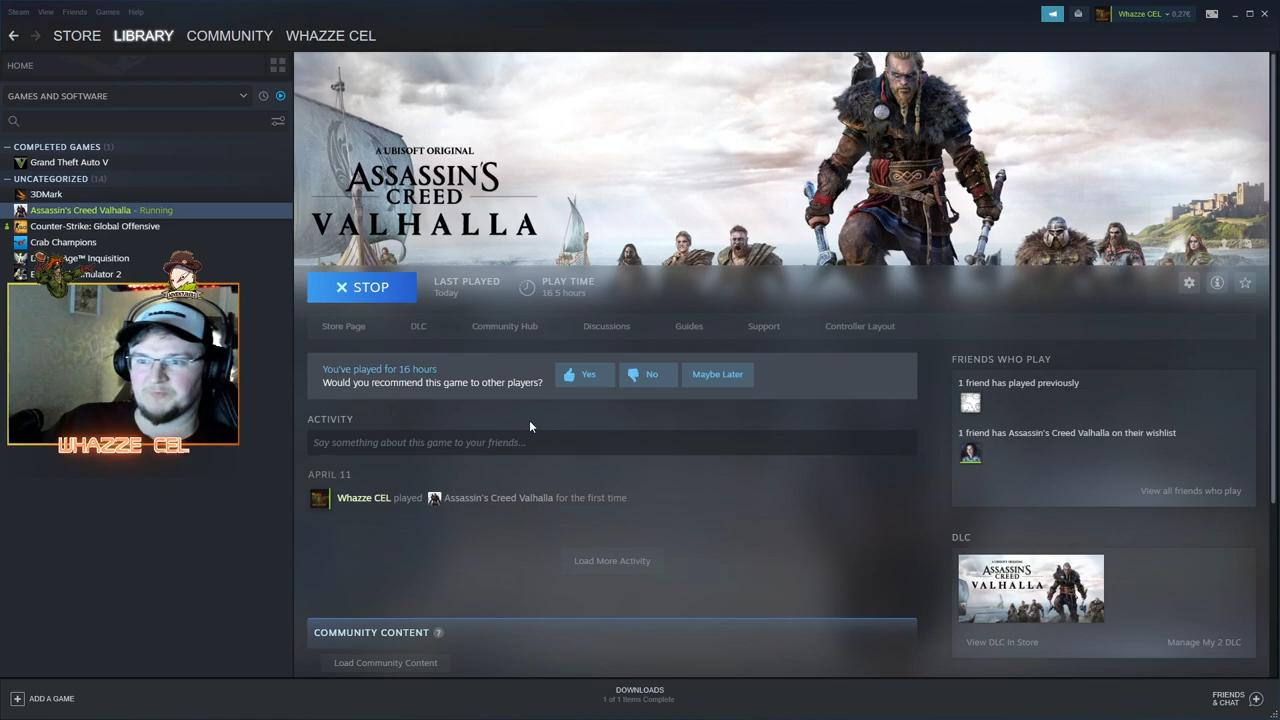 Steam View Friends Games Help
Whazze CEL 0,27€
STORE LIBRARY COMMUNITY WHAZZE CEL
HOME
GAMES AND SOFTWARE
COMPLETED GAMES (1)
Grand Theft Auto V
UNCATEGORIZED (14)
3DMark
Assassin's Creed Valhalla - Running
Counter-Strike: Global Offensive
Crab Champions
Age™ Inquisition
2
WHAZZE CEL
A UBISOFT ORIGINAL
ASSASSIN'S
CREED
VALHALLA
STOP
LAST PLAYED
Today
PLAY TIME
16.5 hours
Store Page DLC Community Hub Discussions Guides Support Controller Layout
You've played for 16 hours
Would you recommend this game to other players?
Yes No Maybe Later
ACTIVITY
Say something about this game to your friends...
APRIL 11
Whazze CEL played Assassin's Creed Valhalla for the first time
Load More Activity
COMMUNITY CONTENT ?
Load Community Content
FRIENDS WHO PLAY
1 friend has played previously
1 friend has Assassin's Creed Valhalla on their wishlist
View all friends who play
DLC
A UBISOFT ORIGINAL
ASSASSIN'S
CREED
VALHALLA
View DLC In Store Manage My 2 DLC
ADD A GAME
DOWNLOADS
1 of 1 Items Complete
FRIENDS
& CHAT